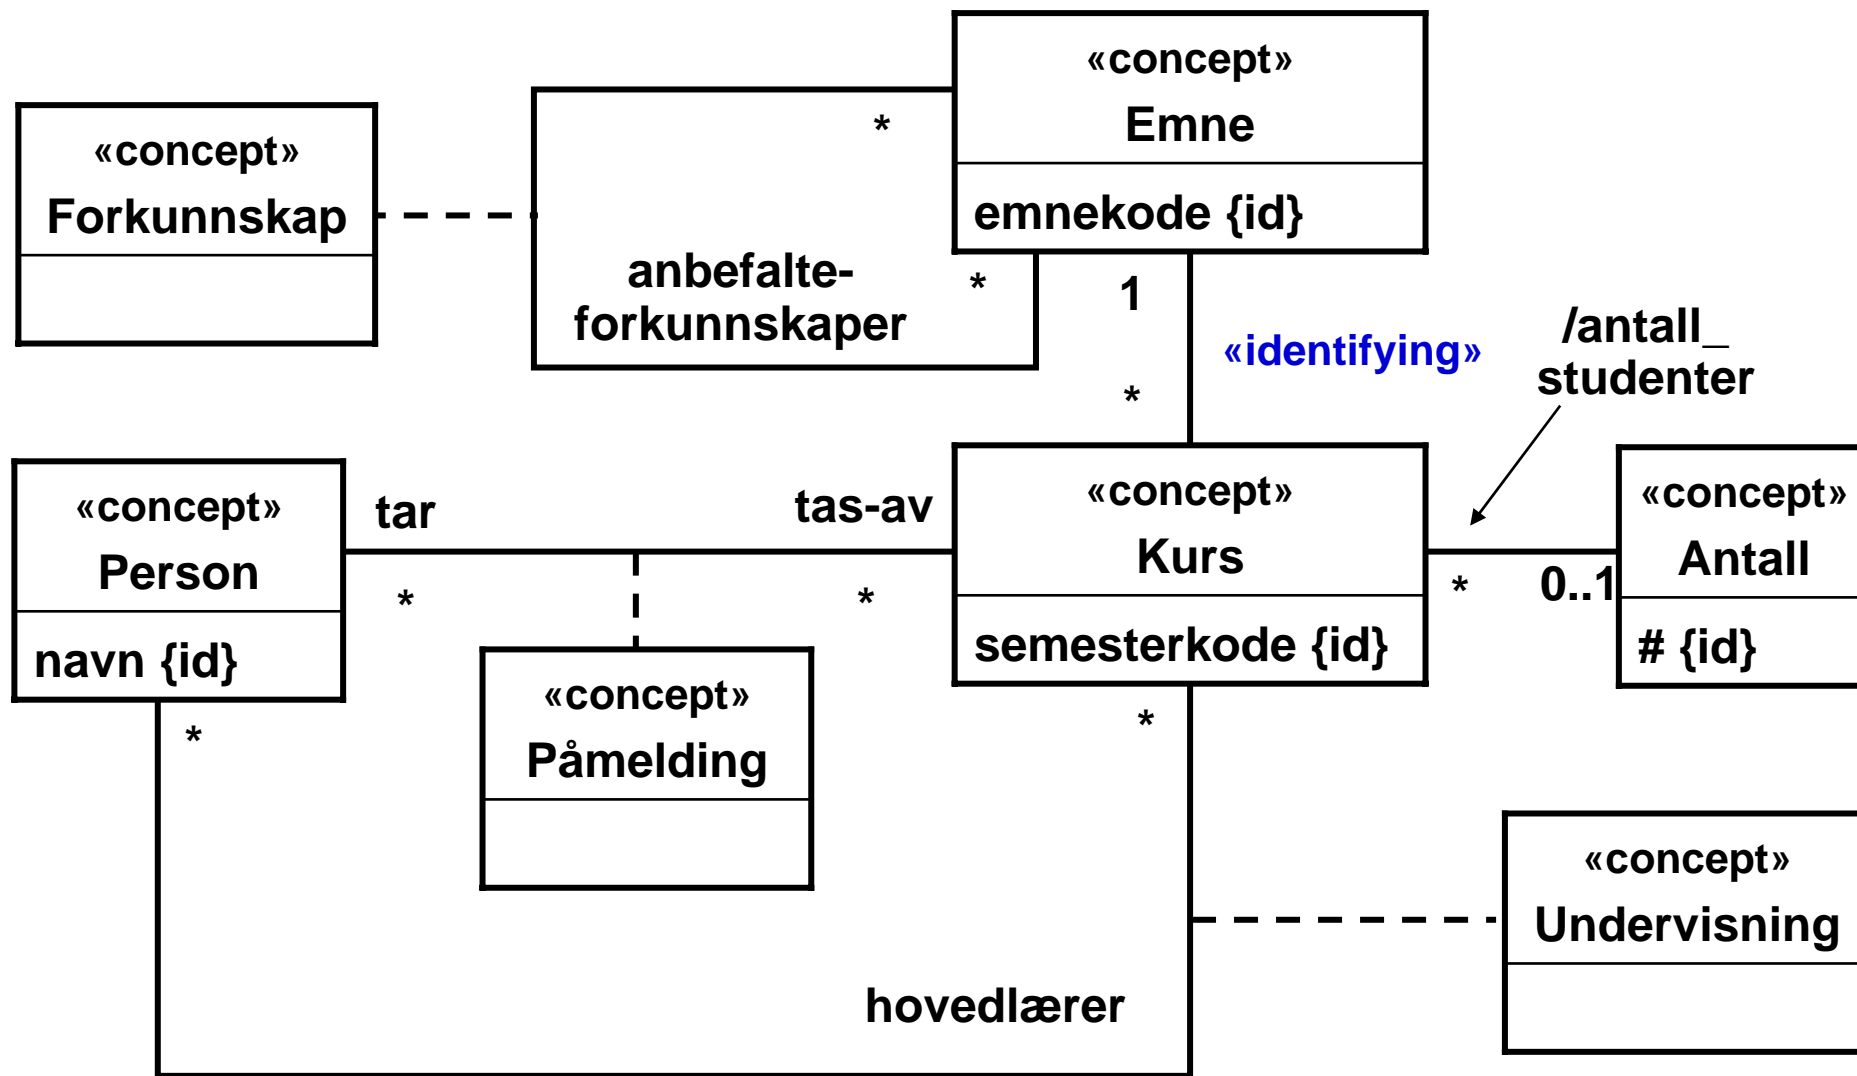 «concept»
Emne
emnekode {id}
*
«concept»
Forkunnskap
anbefalte-
forkunnskaper
*
1
«identifying»
*
/antall_
studenter
«concept»
Person
navn {id}
tar
*
tas-av
*
«concept»
Kurs
semesterkode {id}
*
0..1
«concept»
Antall
# {id}
«concept»
Påmelding
*
*
«concept»
Undervisning
hovedlærer